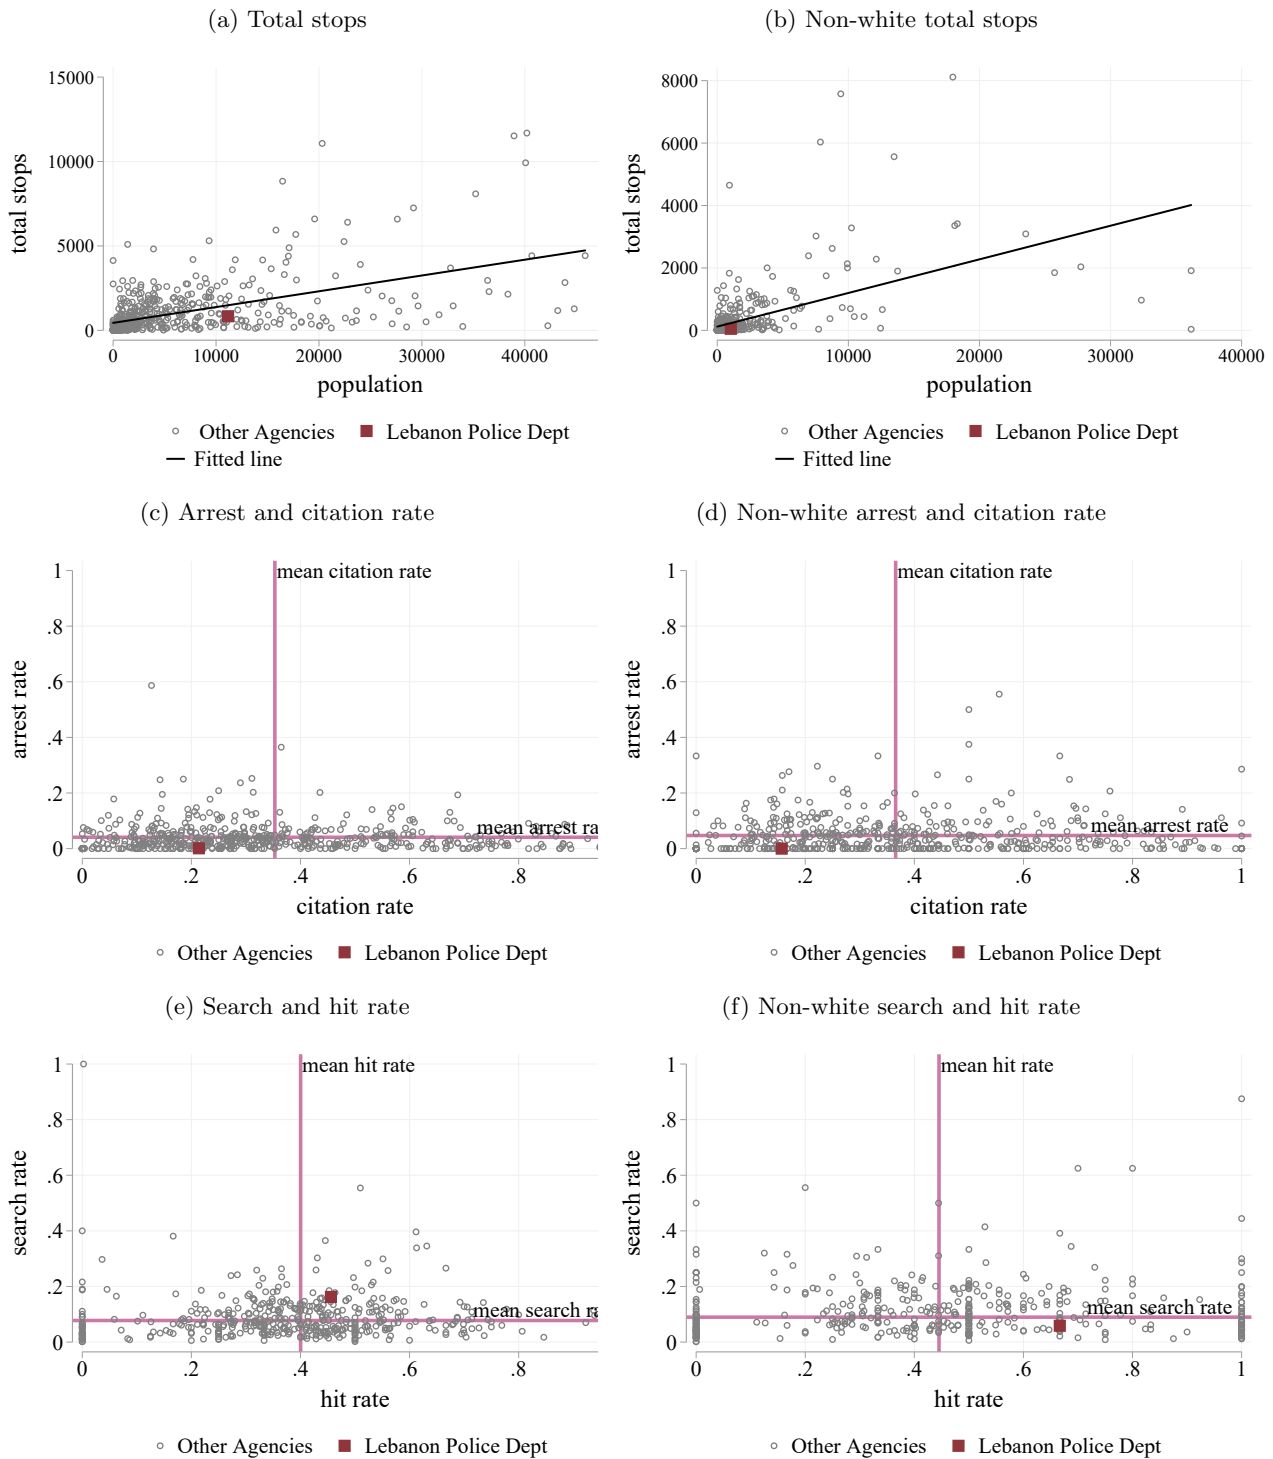 (a) Total stops
(b) Non-white total stops
15000
10000
5000
0
total stops
0 10000 20000 30000 40000
population
Other Agencies Lebanon Police Dept
Fitted line
8000
6000
4000
2000
0
total stops
0 10000 20000 30000 40000
population
Other Agencies Lebanon Police Dept
Fitted line
(c) Arrest and citation rate
(d) Non-white arrest and citation rate
1
.8
.6
.4
.2
0
arrest rate
mean citation rate
mean arrest ra
0 .2 .4 .6 .8
citation rate
Other Agencies Lebanon Police Dept
1
.8
.6
.4
.2
0
arrest rate
mean citation rate
mean arrest rate
0 .2 .4 .6 .8 1
citation rate
Other Agencies Lebanon Police Dept
(e) Search and hit rate
(f) Non-white search and hit rate
1
.8
.6
.4
.2
0
search rate
mean hit rate
mean search ra
0 .2 .4 .6 .8
hit rate
Other Agencies Lebanon Police Dept
1
.8
.6
.4
.2
0
search rate
mean hit rate
mean search rate
0 .2 .4 .6 .8 1
hit rate
Other Agencies Lebanon Police Dept